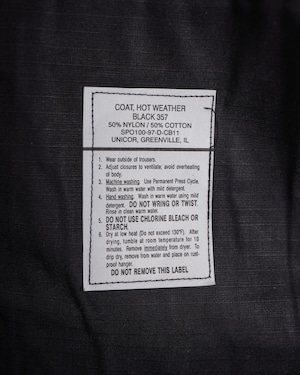 COAT, HOT WEATHER
BLACK 357
50% NYLON / 50% COTTON
SPO100-97-D-CB11
UNICOR, GREENVILLE, IL
1. Wear outside of trousers.
2. Adjust closures to ventilate; avoid overheating
of body.
3. Machine washing. Use Permanent Press Cycle.
Wash in warm water with mild detergent.
4. Hand washing. Wash in warm water using mild
detergent. DO NOT WRING OR TWIST.
Rinse in clean warm water.
5. DO NOT USE CHLORINE BLEACH OR
STARCH.
6. Dry at low heat (Do not exceed 130°F). After
drying, tumble at room temperature for 10
minutes. Remove immediately from dryer. To
drip dry, remove from water and place on rust-
proof hanger.
DO NOT REMOVE THIS LABEL